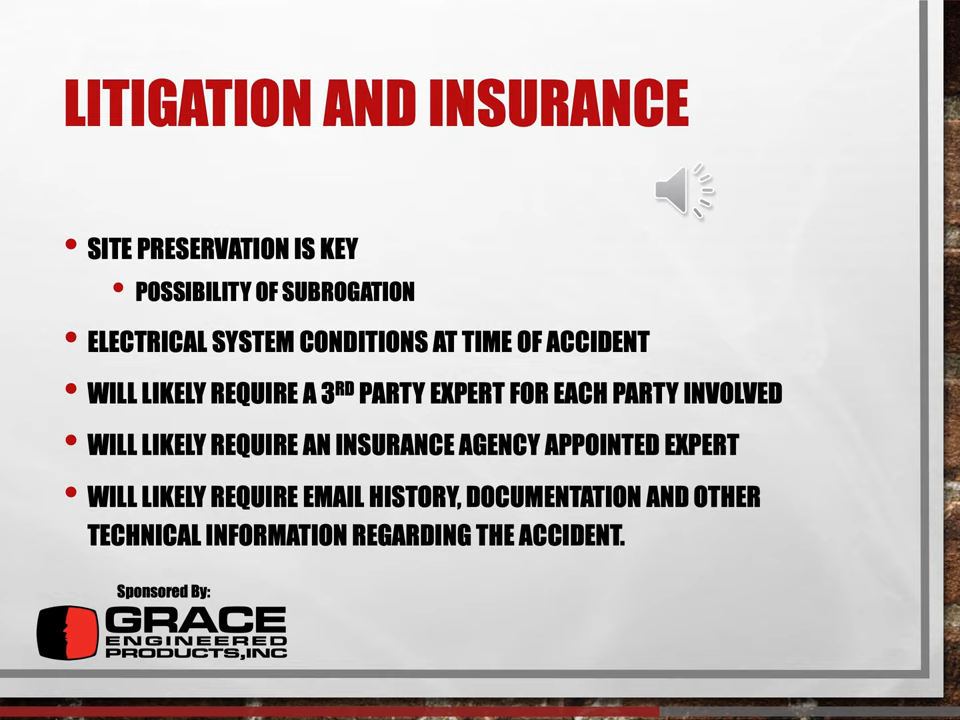 LITIGATION AND INSURANCE
• SITE PRESERVATION IS KEY
• POSSIBILITY OF SUBROGATION
• ELECTRICAL SYSTEM CONDITIONS AT TIME OF ACCIDENT
• WILL LIKELY REQUIRE A 3RD PARTY EXPERT FOR EACH PARTY INVOLVED
• WILL LIKELY REQUIRE AN INSURANCE AGENCY APPOINTED EXPERT
• WILL LIKELY REQUIRE EMAIL HISTORY, DOCUMENTATION AND OTHER
TECHNICAL INFORMATION REGARDING THE ACCIDENT.
Sponsored By:
GRACE
ENGINEERED
PRODUCTS,INC